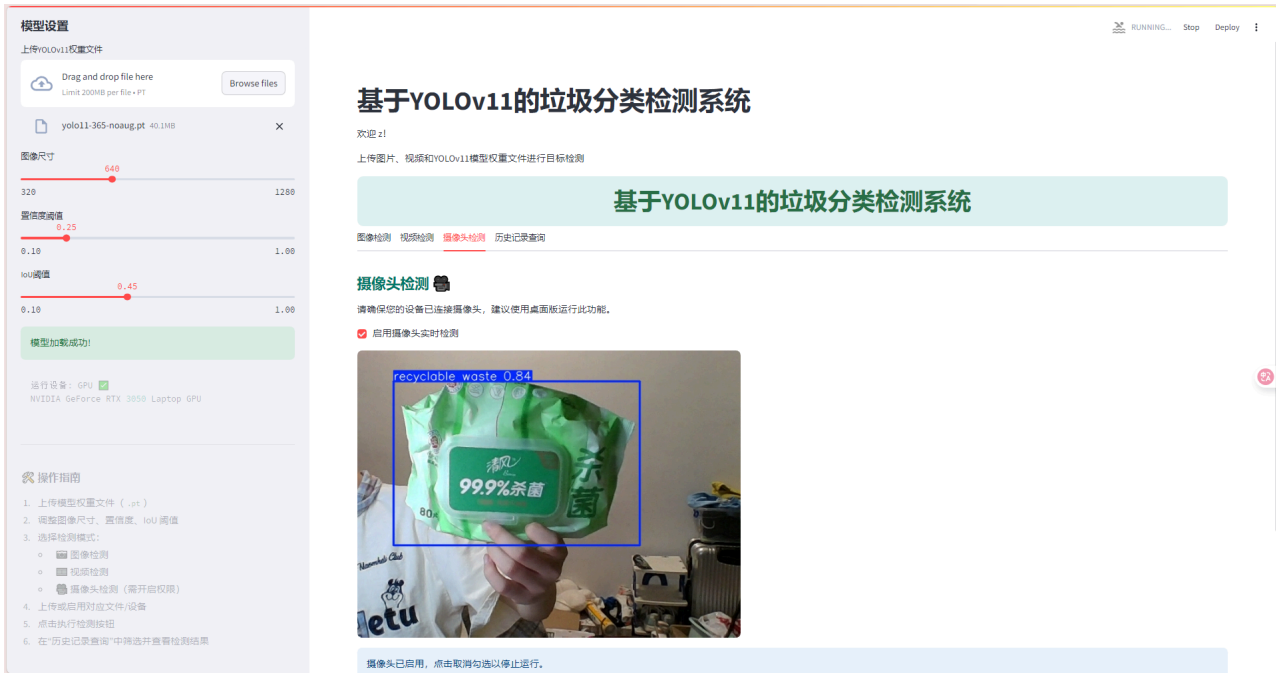 模型设置
上传YOLOv11权重文件
Drag and drop file here
Limit 200MB per file • PT
Browse files
yolo11-365-noaug.pt 40.1MB
图像尺寸
640
320 1280
置信度阈值
0.25
0.10 1.00
IoU阈值
0.45
0.10 1.00
模型加载成功!
运行设备: GPU
NVIDIA GeForce RTX 3050 Laptop GPU
操作指南
1. 上传模型权重文件（.pt）
2. 调整图像尺寸、置信度、IoU 阈值
3. 选择检测模式:
图像检测
视频检测
摄像头检测（需开启权限）
4. 上传或启用对应文件/设备
5. 点击执行检测按钮
6. 在"历史记录查询"中筛选并查看检测结果
RUNNING... Stop Deploy
基于YOLOv11的垃圾分类检测系统
欢迎 z!
上传图片、视频和YOLOv11模型权重文件进行目标检测
基于YOLOv11的垃圾分类检测系统
图像检测 视频检测 摄像头检测 历史记录查询
摄像头检测
请确保您的设备已连接摄像头，建议使用桌面版运行此功能。
启用摄像头实时检测
recyclable waste 0.84
清风
99.9%杀菌
杀菌
80
etu
摄像头已启用，点击取消勾选以停止运行。